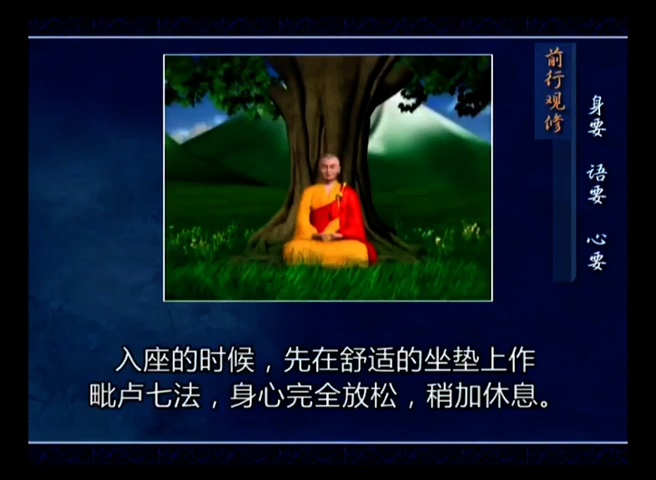 前行观修
身要 语要 心要
入座的时候，先在舒适的坐垫上作
毗卢七法，身心完全放松，稍加休息。